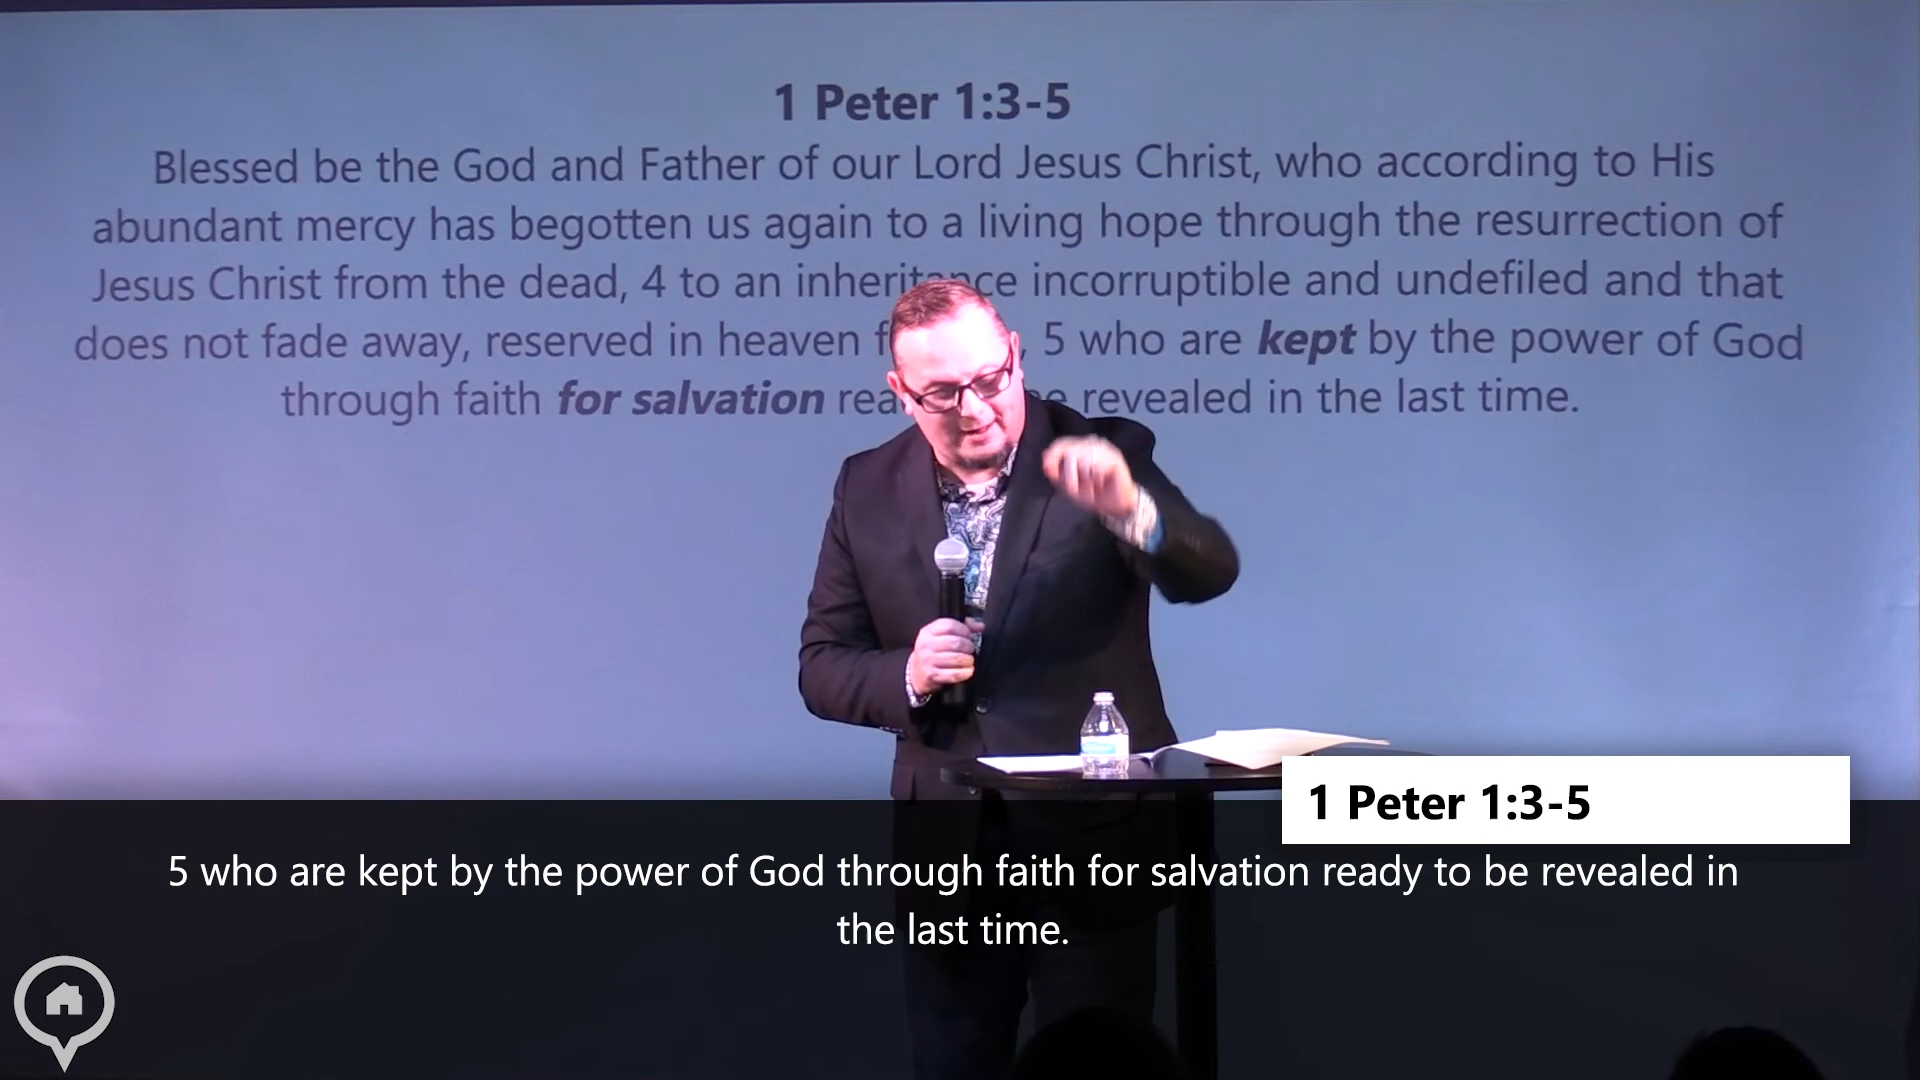 1 Peter 1:3-5
Blessed be the God and Father of our Lord Jesus Christ, who according to His
abundant mercy has begotten us again to a living hope through the resurrection of
Jesus Christ from the dead, 4 to an inheritance incorruptible and undefiled and that
does not fade away, reserved in heaven 5 who are kept by the power of God
through faith for salvation revealed in the last time.
1 Peter 1:3-5
5 who are kept by the power of God through faith for salvation ready to be revealed in
the last time.